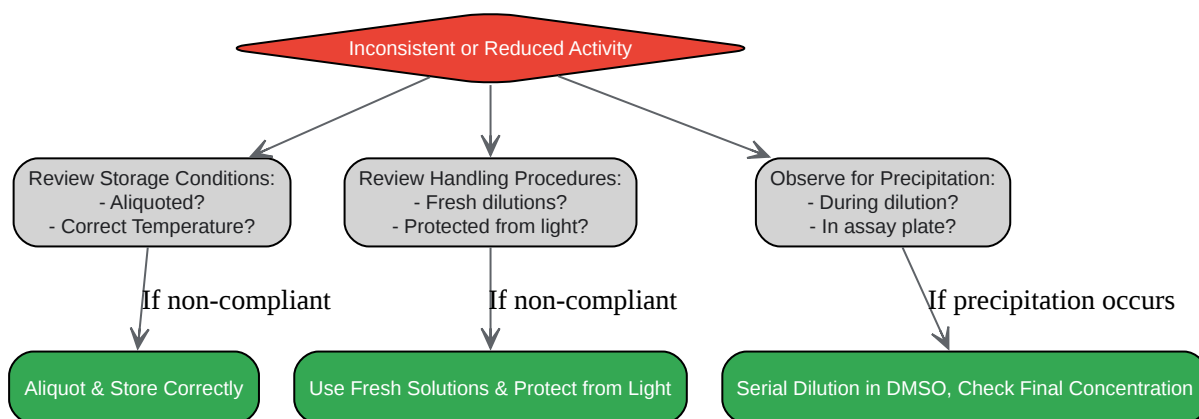 Inconsistent or Reduced Activity
Review Storage Conditions:
- Aliquoted?
- Correct Temperature?
Review Handling Procedures:
- Fresh dilutions?
- Protected from light?
Observe for Precipitation:
- During dilution?
- In assay plate?
If non-compliant
If non-compliant
If precipitation occurs
Aliquot & Store Correctly
Use Fresh Solutions & Protect from Light
Serial Dilution in DMSO, Check Final Concentration